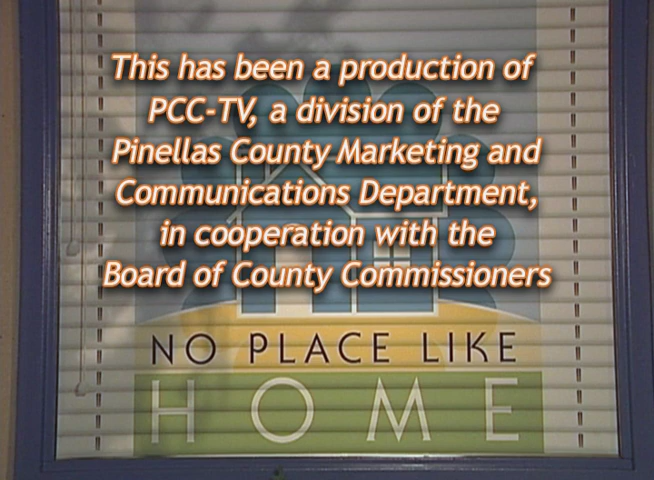 This has been a production of
PCC-TV, a division of the
Pinellas County Marketing and
Communications Department,
in cooperation with the
Board of County Commissioners
NO PLACE LIKE
HOME